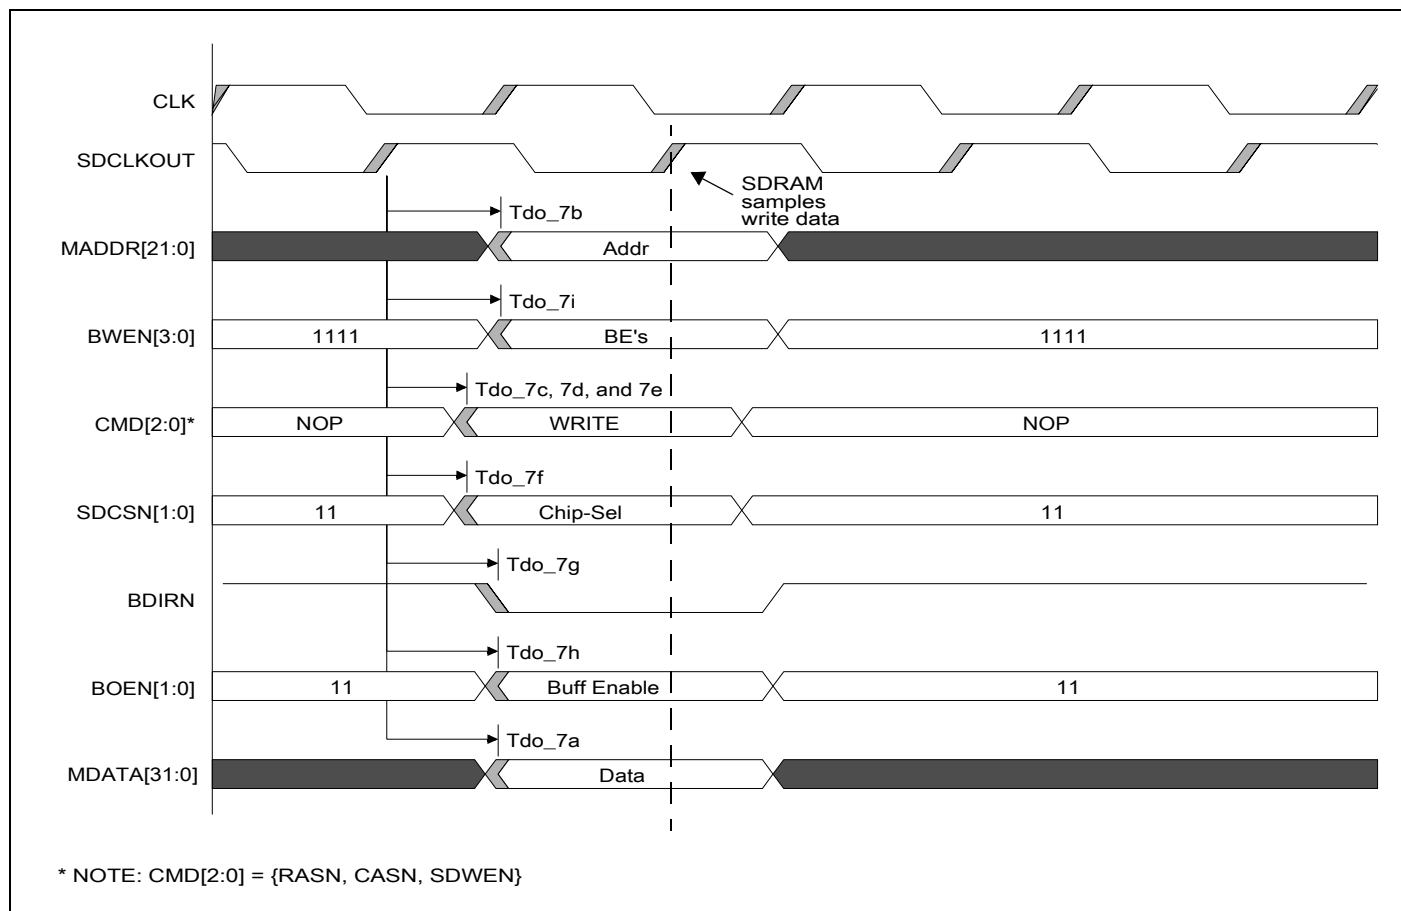 CLK
SDCLKOUT
SDRAM
samples
write data
Tdo_7b
MADDR[21:0]
Addr
Tdo_7i
BWEN[3:0]
1111
BE's
1111
Tdo_7c, 7d, and 7e
CMD[2:0]*
NOP
WRITE
NOP
Tdo_7f
SDCSN[1:0]
11
Chip-Sel
11
Tdo_7g
BDIRN
Tdo_7h
BOEN[1:0]
11
Buff Enable
11
Tdo_7a
MDATA[31:0]
Data
* NOTE: CMD[2:0] = {RASN, CASN, SDWEN}